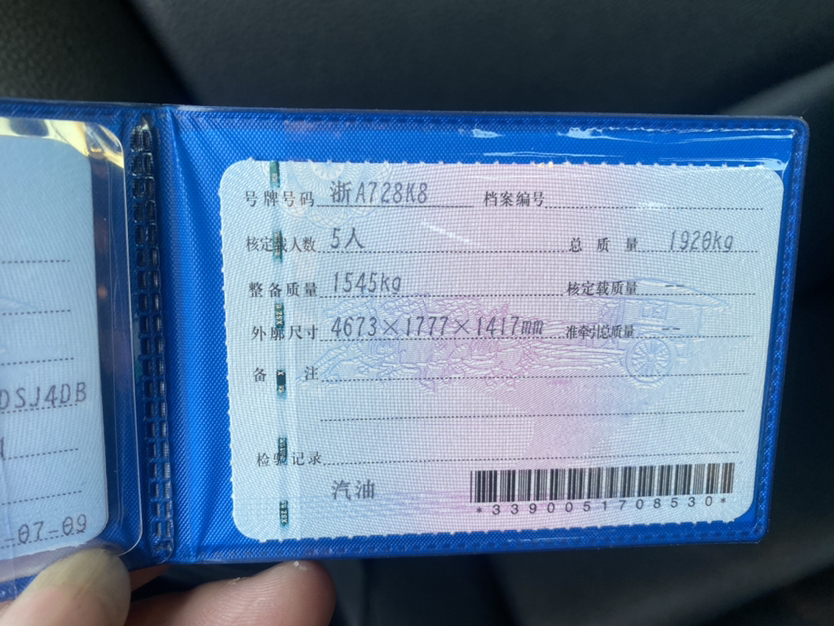 号牌号码 浙A728K8 档案编号
核定载人数 5人 总质量 1920kg
整备质量 1545kg 核定载质量 --
外廓尺寸 4673×1777×1417mm 准牵引总质量 --
备注
检验记录
汽油
*3390051708530*
DSJ4DB
-07-09